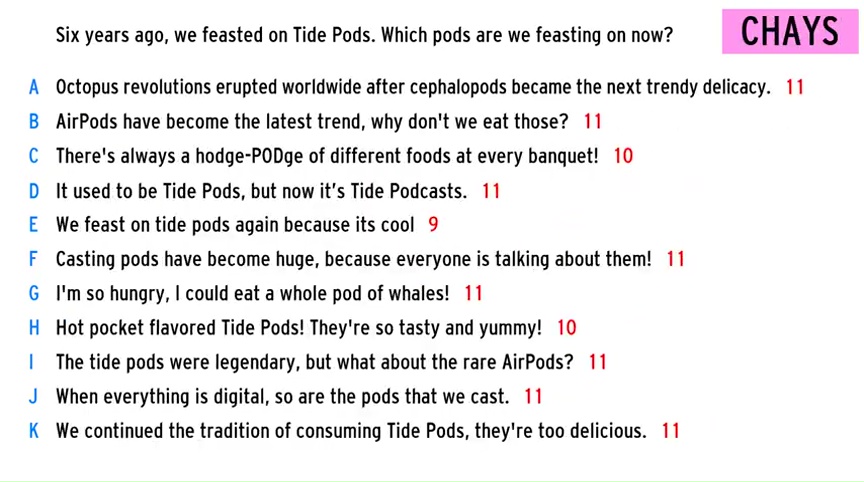 Six years ago, we feasted on Tide Pods. Which pods are we feasting on now?
CHAYS
A Octopus revolutions erupted worldwide after cephalopods became the next trendy delicacy. 11
B AirPods have become the latest trend, why don't we eat those? 11
C There's always a hodge-PODge of different foods at every banquet! 10
D It used to be Tide Pods, but now it’s Tide Podcasts. 11
E We feast on tide pods again because its cool 9
F Casting pods have become huge, because everyone is talking about them! 11
G I'm so hungry, I could eat a whole pod of whales! 11
H Hot pocket flavored Tide Pods! They're so tasty and yummy! 10
I The tide pods were legendary, but what about the rare AirPods? 11
J When everything is digital, so are the pods that we cast. 11
K We continued the tradition of consuming Tide Pods, they're too delicious. 11